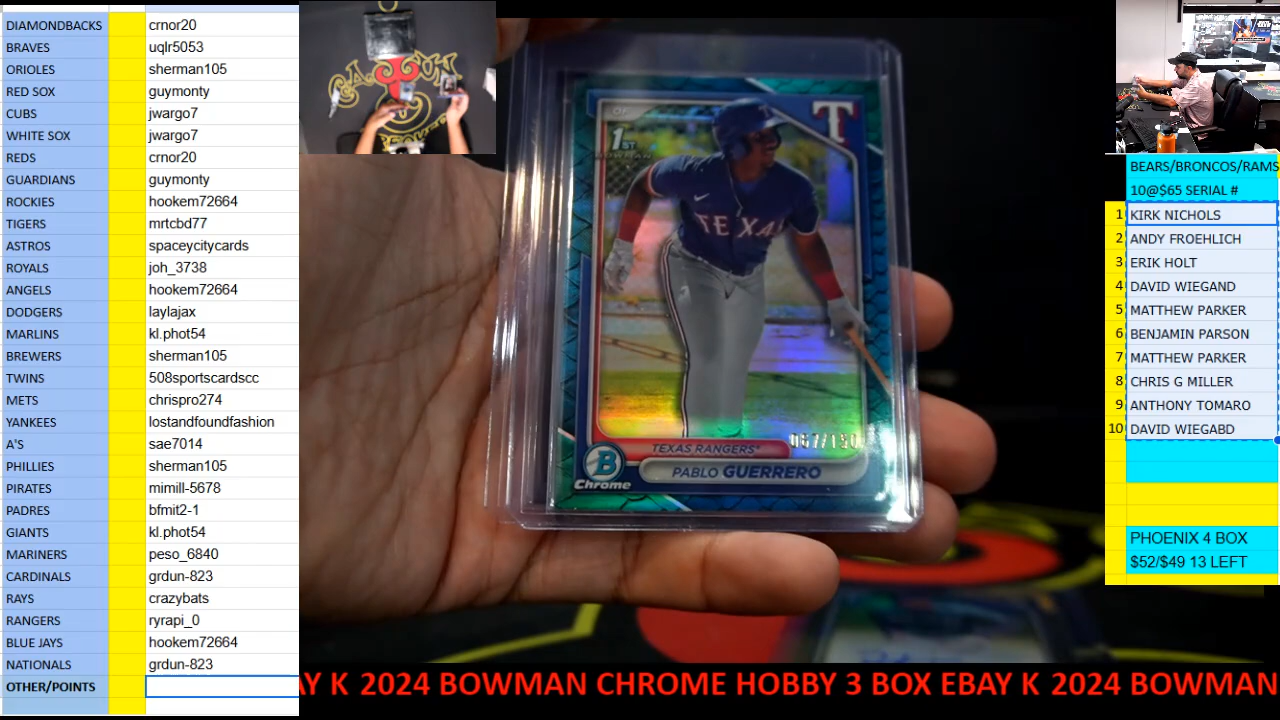 DIAMONDBACKS crnor20
BRAVES uqlr5053
ORIOLES sherman105
RED SOX guymonty
CUBS jwargo7
WHITE SOX jwargo7
REDS crnor20
GUARDIANS guymonty
ROCKIES hookem72664
TIGERS mrtcbd77
ASTROS spaceycitycards
ROYALS joh_3738
ANGELS hookem72664
DODGERS laylajax
MARLINS kl.phot54
BREWERS sherman105
TWINS 508sportscardscc
METS chrispro274
YANKEES lostandfoundfashion
A'S sae7014
PHILLIES sherman105
PIRATES mimill-5678
PADRES bfmit2-1
GIANTS kl.phot54
MARINERS peso_6840
CARDINALS grdun-823
RAYS crazybats
RANGERS ryrapi_0
BLUE JAYS hookem72664
NATIONALS grdun-823
OTHER/POINTS
OF
T
1ST
BOWMAN
TEXAS
067/150
TEXAS RANGERS
PABLO GUERRERO
B
Chrome
BEARS/BRONCOS/RAMS
10@$65 SERIAL #
1 KIRK NICHOLS
2 ANDY FROEHLICH
3 ERIK HOLT
4 DAVID WIEGAND
5 MATTHEW PARKER
6 BENJAMIN PARSON
7 MATTHEW PARKER
8 CHRIS G MILLER
9 ANTHONY TOMARO
10 DAVID WIEGABD
PHOENIX 4 BOX
$52/$49 13 LEFT
AY K 2024 BOWMAN CHROME HOBBY 3 BOX EBAY K 2024 BOWMAN